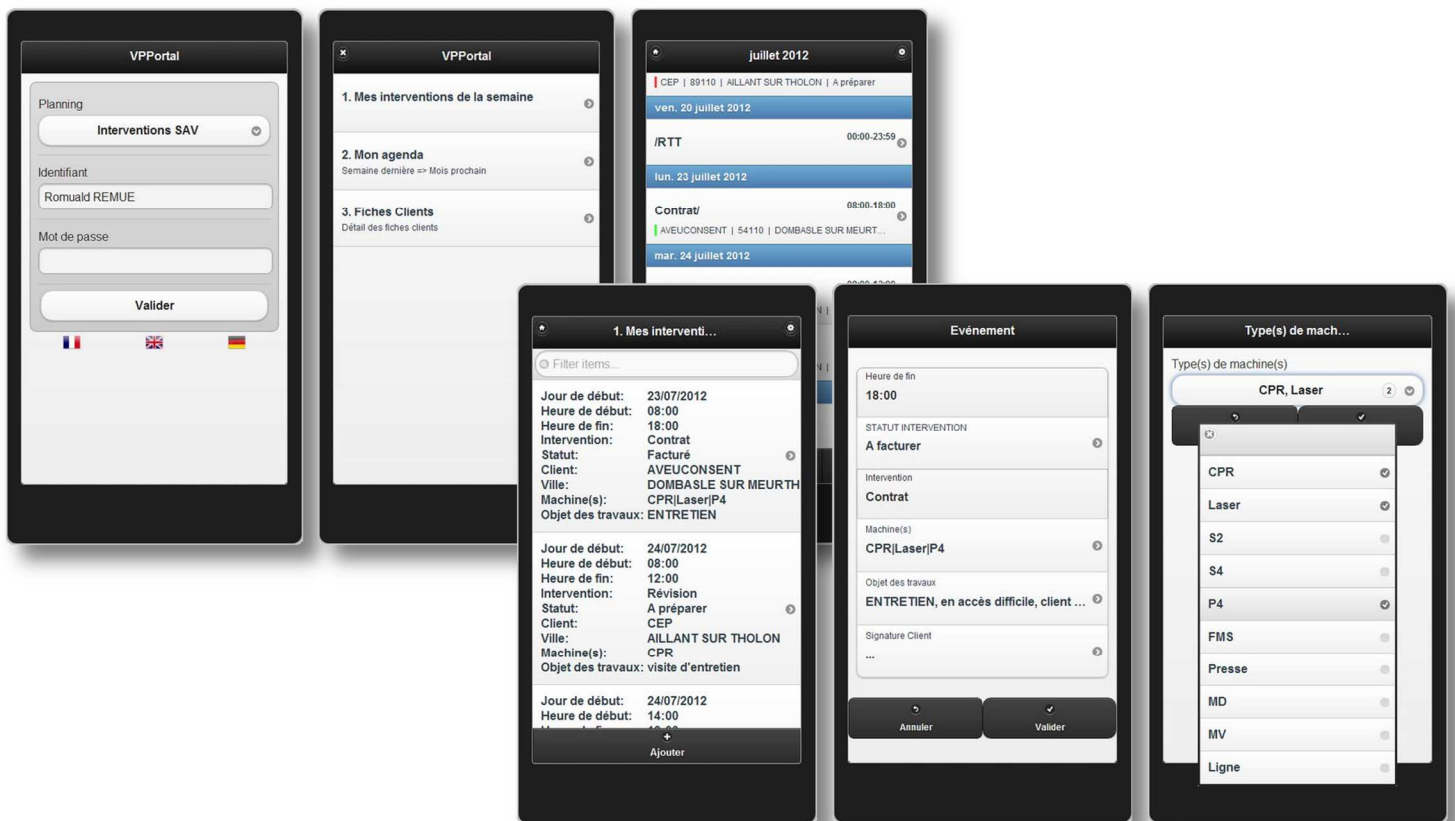 VPPortal
Planning
Interventions SAV
Identifiant
Romuald REMUE
Mot de passe
Valider
VPPortal
1. Mes interventions de la semaine
2. Mon agenda
Semaine dernière => Mois prochain
3. Fiches Clients
Détail des fiches clients
juillet 2012
CEP | 89110 | AILLANT SUR THOLON | A préparer
ven. 20 juillet 2012
/RTT 00:00-23:59
lun. 23 juillet 2012
Contrat/ 08:00-18:00
AVEUCONSENT | 54110 | DOMBASLE SUR MEURT...
mar. 24 juillet 2012
1. Mes interventi...
Filter items...
Jour de début: 23/07/2012
Heure de début: 08:00
Heure de fin: 18:00
Intervention: Contrat
Statut: Facturé
Client: AVEUCONSENT
Ville: DOMBASLE SUR MEURTH
Machine(s): CPR|Laser|P4
Objet des travaux: ENTRETIEN
Jour de début: 24/07/2012
Heure de début: 08:00
Heure de fin: 12:00
Intervention: Révision
Statut: A préparer
Client: CEP
Ville: AILLANT SUR THOLON
Machine(s): CPR
Objet des travaux: visite d'entretien
Jour de début: 24/07/2012
Heure de début: 14:00
Ajouter
Evénement
Heure de fin
18:00
STATUT INTERVENTION
A facturer
Intervention
Contrat
Machine(s)
CPR|Laser|P4
Objet des travaux
ENTRETIEN, en accès difficile, client ...
Signature Client
...
Annuler Valider
Type(s) de mach...
Type(s) de machine(s)
CPR, Laser 2
CPR
Laser
S2
S4
P4
FMS
Presse
MD
MV
Ligne